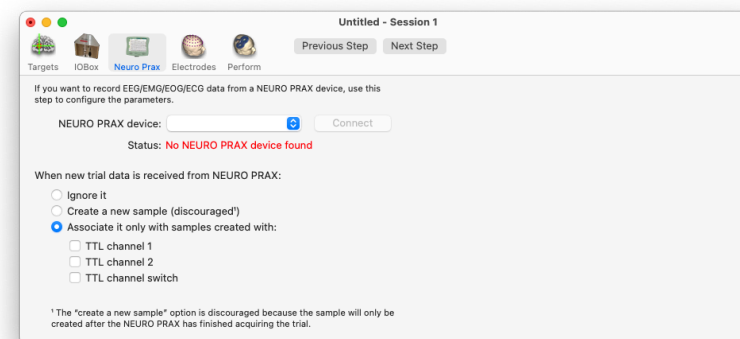 Untitled - Session 1
Targets IOBox Neuro Prax Electrodes Perform Previous Step Next Step
If you want to record EEG/EMG/EOG/ECG data from a NEURO PRAX device, use this
step to configure the parameters.
NEURO PRAX device: Connect
Status: No NEURO PRAX device found
When new trial data is received from NEURO PRAX:
Ignore it
Create a new sample (discouraged¹)
Associate it only with samples created with:
TTL channel 1
TTL channel 2
TTL channel switch
¹ The "create a new sample" option is discouraged because the sample will only be
created after the NEURO PRAX has finished acquiring the trial.